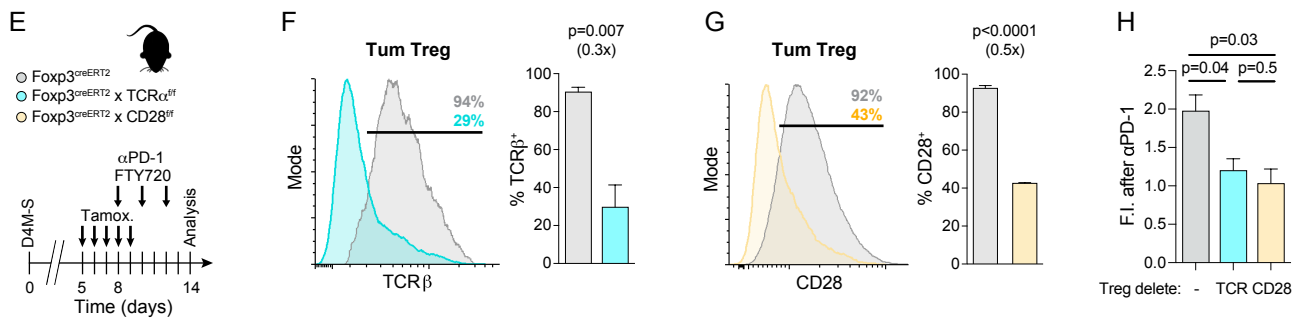 E
Foxp3creERT2
Foxp3creERT2 x TCRαf/f
Foxp3creERT2 x CD28f/f
αPD-1
FTY720
Tamox.
D4M-S
Analysis
0 5 8 14
Time (days)
F
Tum Treg
94%
29%
Mode
TCRβ
p=0.007
(0.3x)
% TCRβ+
100
80
60
40
20
0
G
Tum Treg
92%
43%
Mode
CD28
p<0.0001
(0.5x)
% CD28+
100
80
60
40
20
0
H
p=0.03
p=0.04 p=0.5
F.I. after αPD-1
2.5
2.0
1.5
1.0
0.5
0.0
Treg delete: - TCR CD28